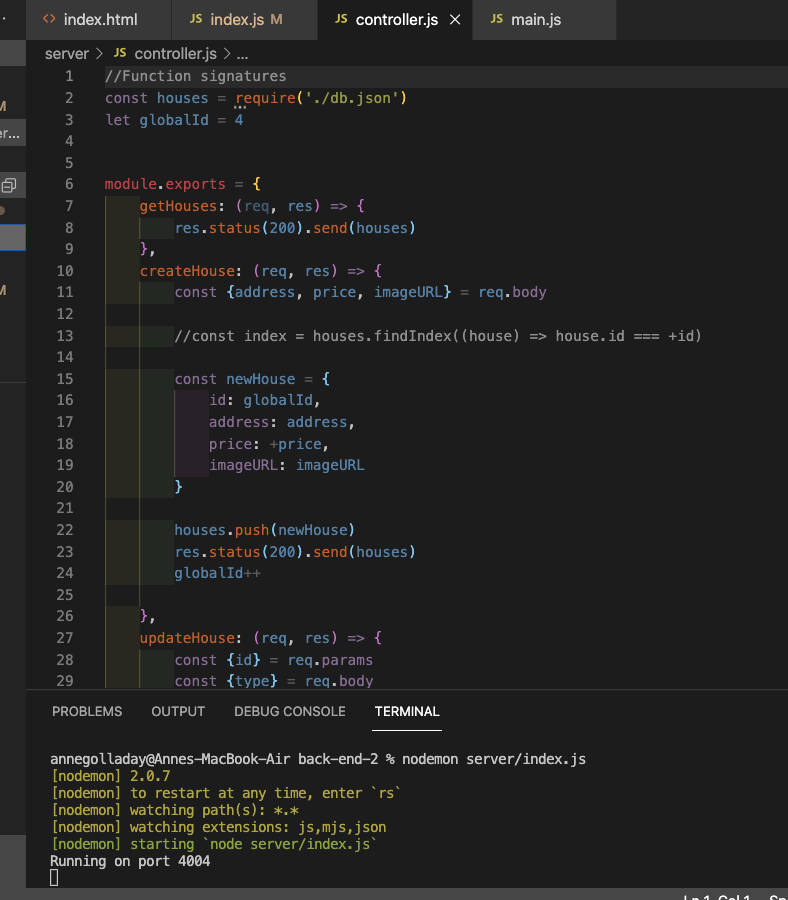 index.html JS index.js M JS controller.js JS main.js
server > JS controller.js > ...
M
er...
M
1 //Function signatures
2 const houses = require('./db.json')
3 let globalId = 4
4
5
6 module.exports = {
7 getHouses: (req, res) => {
8 res.status(200).send(houses)
9 },
10 createHouse: (req, res) => {
11 const {address, price, imageURL} = req.body
12
13 //const index = houses.findIndex((house) => house.id === +id)
14
15 const newHouse = {
16 id: globalId,
17 address: address,
18 price: +price,
19 imageURL: imageURL
20 }
21
22 houses.push(newHouse)
23 res.status(200).send(houses)
24 globalId++
25
26 },
27 updateHouse: (req, res) => {
28 const {id} = req.params
29 const {type} = req.body
PROBLEMS OUTPUT DEBUG CONSOLE TERMINAL
annegolladay@Annes-MacBook-Air back-end-2 % nodemon server/index.js
[nodemon] 2.0.7
[nodemon] to restart at any time, enter `rs`
[nodemon] watching path(s): *.*
[nodemon] watching extensions: js,mjs,json
[nodemon] starting `node server/index.js`
Running on port 4004
Ln 1, Col 1 Sp